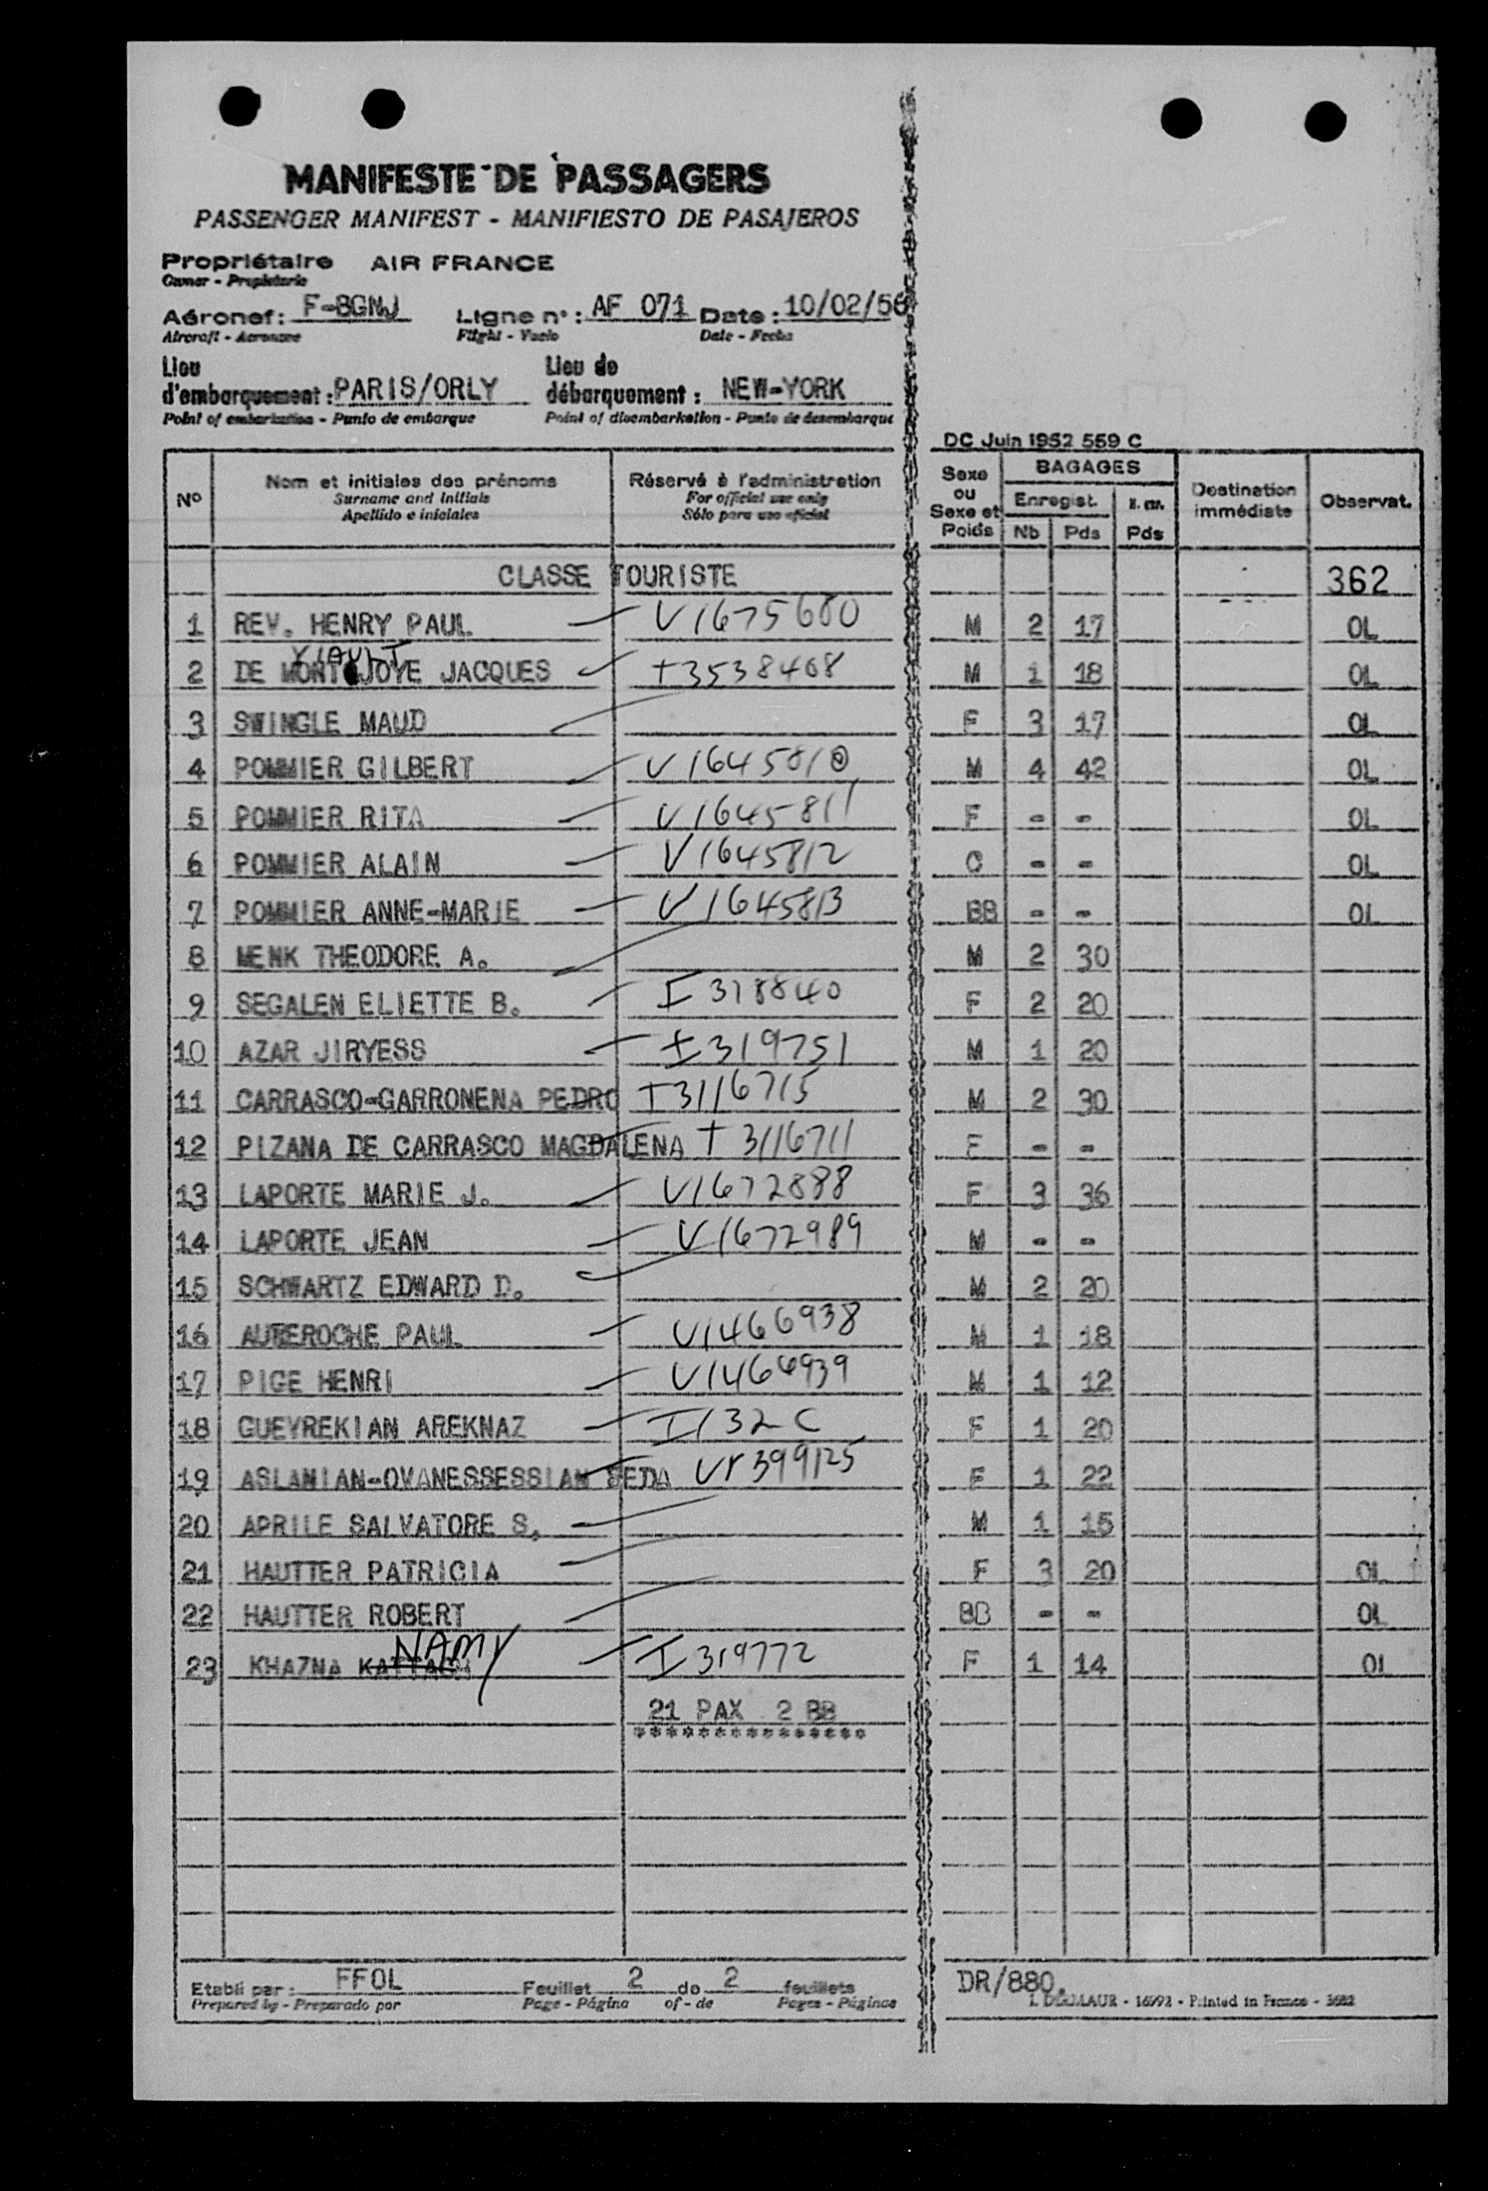 MANIFESTE DE PASSAGERS
PASSENGER MANIFEST - MANIFIESTO DE PASAJEROS
Propriétaire AIR FRANCE
Owner - Propietario
Aéronef: F-BGNJ Ligne n°: AF 071 Date: 10/02/56
Aircraft - Aeronave Flight - Vuelo Date - Fecha
Lieu d'embarquement: PARIS/ORLY Lieu de débarquement: NEW-YORK
Point of embarkation - Punto de embarque Point of disembarkation - Punto de desembarque
DC Juin 1952 559 C
N° Nom et initiales des prénoms Réservé à l'administration Sexe ou Sexe et Poids BAGAGES Destination immédiate Observat.
Surname and initials For official use only Enregist.
Apellido e iniciales Sólo para uso oficial Nb Pds Pds
CLASSE TOURISTE 362
1 REV. HENRY PAUL V1675680 M 2 17 OL
2 DE MONTJOYE JACQUES T3538408 M 1 18 OL
3 SWINGLE MAUD F 3 17 OL
4 POMMIER GILBERT V1645810 M 4 42 OL
5 POMMIER RITA V1645811 F - - OL
6 POMMIER ALAIN V1645812 C - - OL
7 POMMIER ANNE-MARIE V1645813 BB - - OL
8 MENK THEODORE A. M 2 30
9 SEGALEN ELIETTE B. I 318840 F 2 20
10 AZAR JIRYESS I 319751 M 1 20
11 CARRASCO-GARRONENA PEDRO T3116715 M 2 30
12 PIZANA DE CARRASCO MAGDALENA T 3116711 F - -
13 LAPORTE MARIE J. V1672888 F 3 36
14 LAPORTE JEAN V1672989 M - -
15 SCHWARTZ EDWARD D. M 2 20
16 AUTEROCHE PAUL V1466938 M 1 18
17 PIGE HENRI V1466939 M 1 12
18 GUEVREKIAN AREKNAZ I 132 C F 1 20
19 ASLANIAN-OVANESSESSIAN SEDA 399125 F 1 22
20 APRILE SALVATORE S. M 1 15
21 HAUTTER PATRICIA F 3 20 OL
22 HAUTTER ROBERT BB - - OL
23 KHAZNA NAMY I 319772 F 1 14 OL
21 PAX 2 BB
***************
Etabli par: FFOL Feuillet 2 de 2 feuillets DR/880.
Prepared by - Preparado por Page - Página of - de Pages - Páginas - Printed in France -